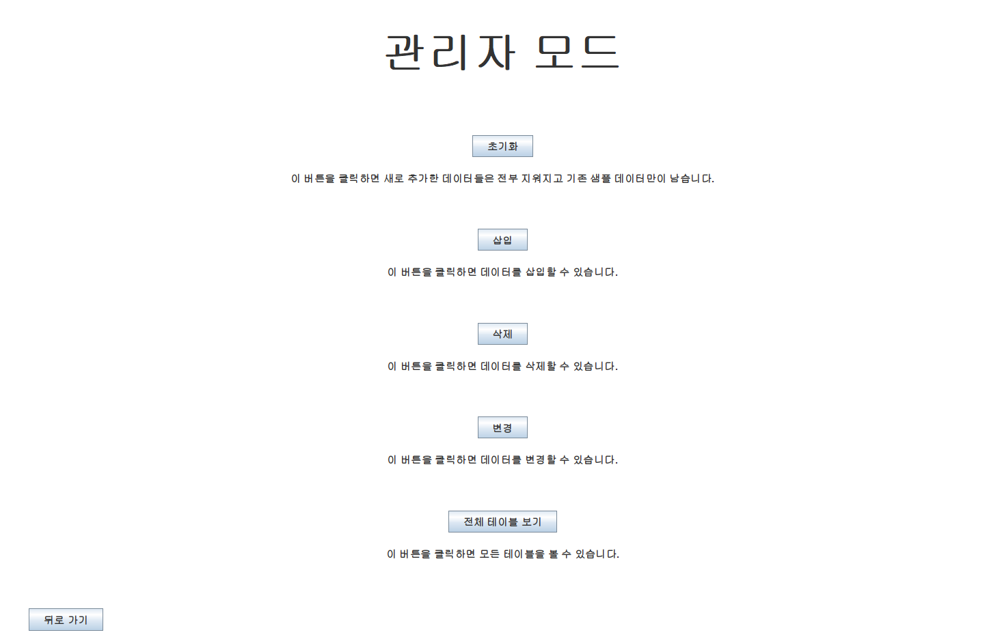 관리자 모드
초기화
이 버튼을 클릭하면 새로 추가한 데이터들은 전부 지워지고 기존 샘플 데이터만이 남습니다.
삽입
이 버튼을 클릭하면 데이터를 삽입할 수 있습니다.
삭제
이 버튼을 클릭하면 데이터를 삭제할 수 있습니다.
변경
이 버튼을 클릭하면 데이터를 변경할 수 있습니다.
전체 테이블 보기
이 버튼을 클릭하면 모든 테이블을 볼 수 있습니다.
뒤로 가기